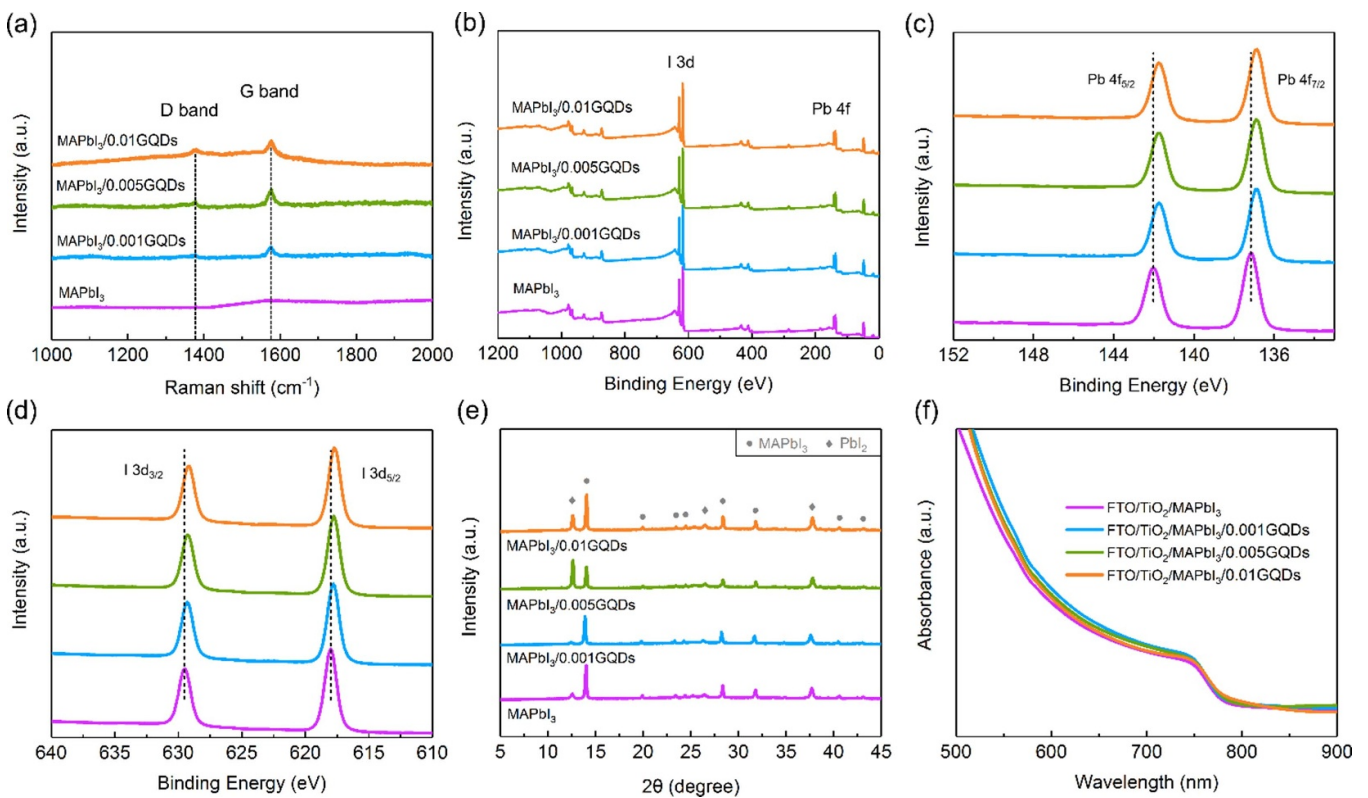 (a)
D band
G band
MAPbI₃/0.01GQDs
MAPbI₃/0.005GQDs
MAPbI₃/0.001GQDs
MAPbI₃
Intensity (a.u.)
1000 1200 1400 1600 1800 2000
Raman shift (cm⁻¹)
(b)
I 3d
Pb 4f
MAPbI₃/0.01GQDs
MAPbI₃/0.005GQDs
MAPbI₃/0.001GQDs
MAPbI₃
Intensity (a.u.)
1200 1000 800 600 400 200 0
Binding Energy (eV)
(c)
Pb 4f₅/₂
Pb 4f₇/₂
Intensity (a.u.)
152 148 144 140 136
Binding Energy (eV)
(d)
I 3d₃/₂
I 3d₅/₂
Intensity (a.u.)
640 635 630 625 620 615 610
Binding Energy (eV)
(e)
MAPbI₃ PbI₂
MAPbI₃/0.01GQDs
MAPbI₃/0.005GQDs
MAPbI₃/0.001GQDs
MAPbI₃
Intensity (a.u.)
5 10 15 20 25 30 35 40 45
2θ (degree)
(f)
FTO/TiO₂/MAPbI₃
FTO/TiO₂/MAPbI₃/0.001GQDs
FTO/TiO₂/MAPbI₃/0.005GQDs
FTO/TiO₂/MAPbI₃/0.01GQDs
Absorbance (a.u.)
500 600 700 800 900
Wavelength (nm)